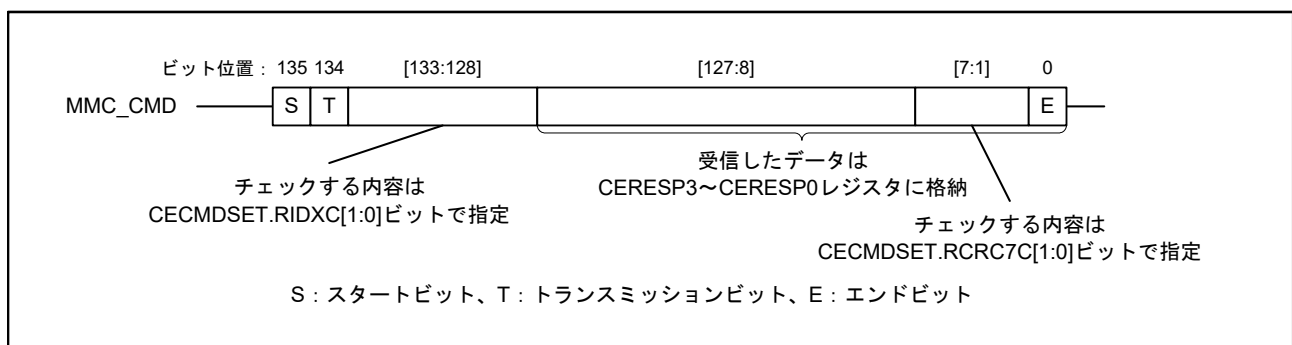 ビット位置： 135 134 [133:128] [127:8] [7:1] 0
MMC_CMD S T E
受信したデータは
CERESP3～CERESP0レジスタに格納
チェックする内容は
CECMDSET.RIDXC[1:0]ビットで指定
チェックする内容は
CECMDSET.RCRC7C[1:0]ビットで指定
S：スタートビット、T：トランスミッションビット、E：エンドビット